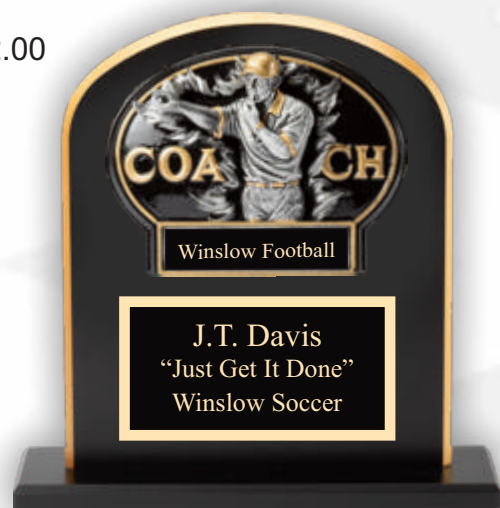 .00
COACH
Winslow Football
J.T. Davis
“Just Get It Done”
Winslow Soccer